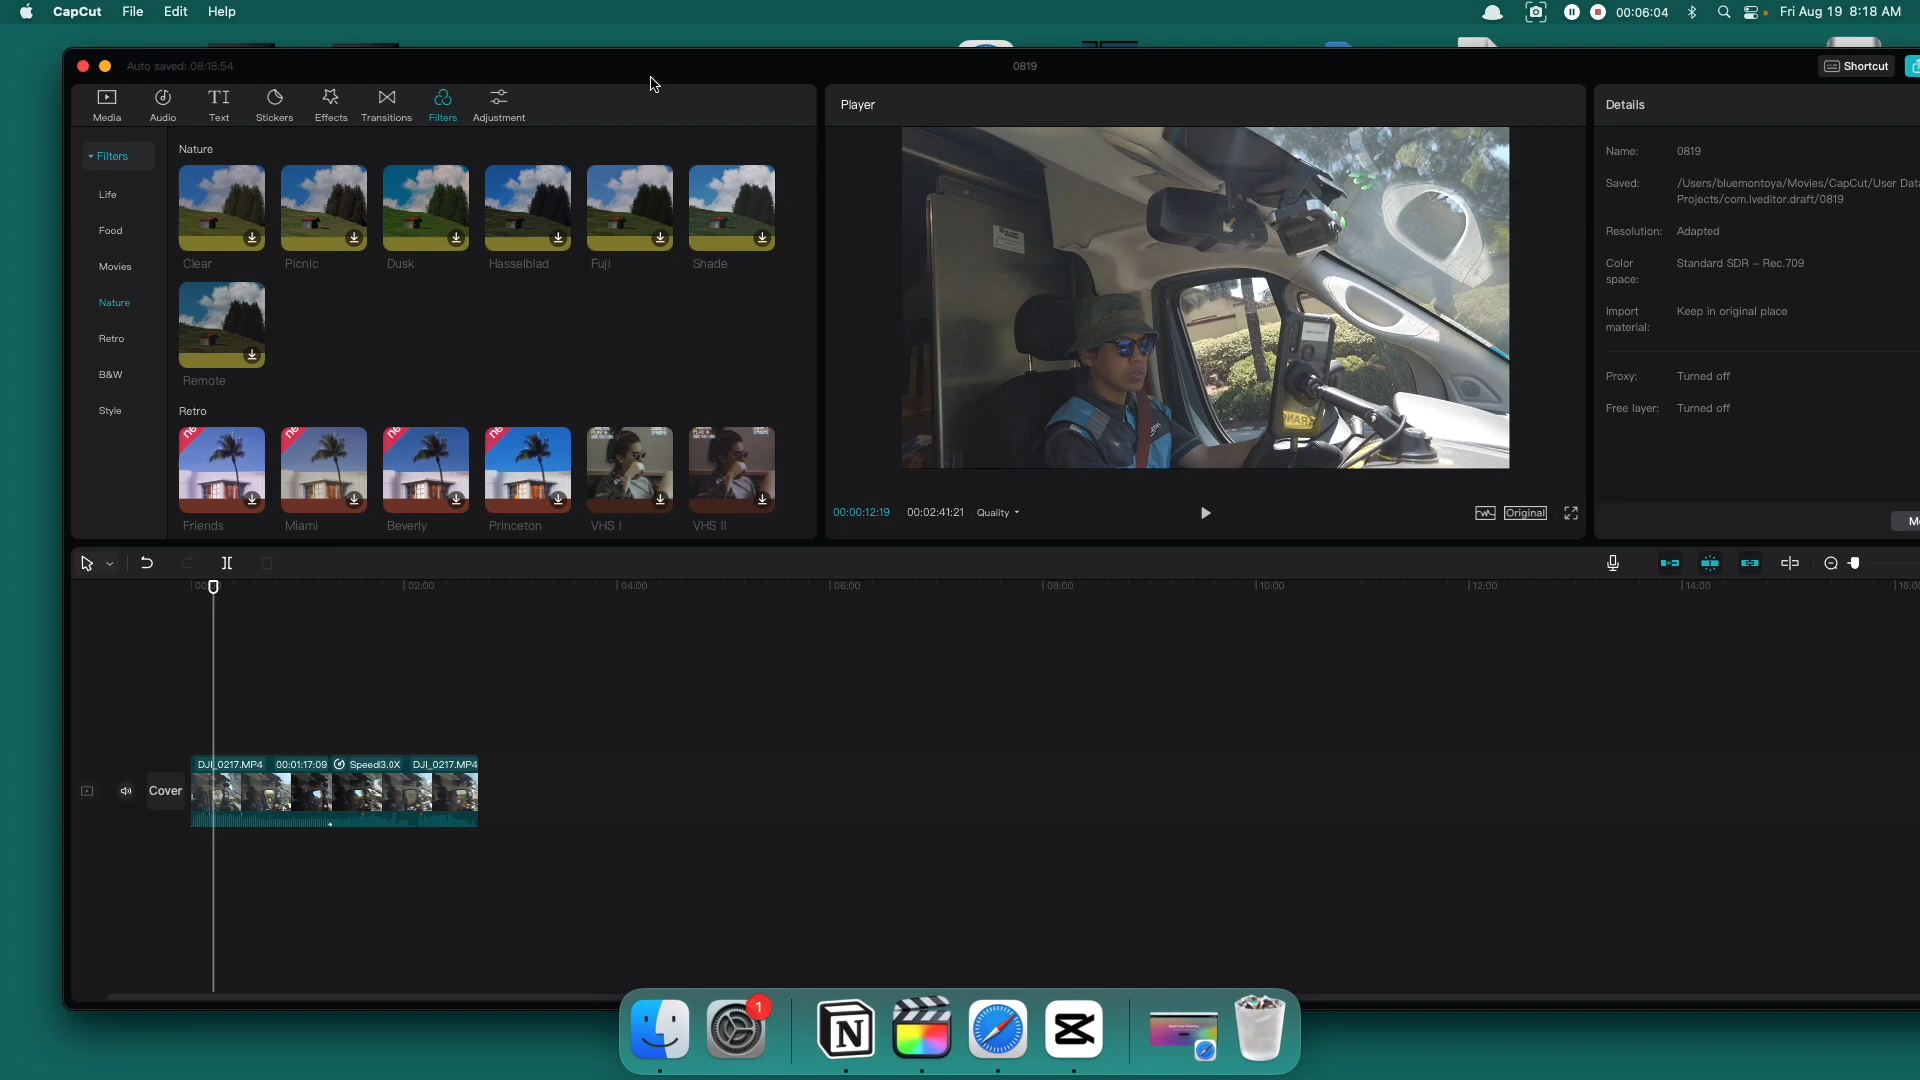 CapCut File Edit Help
00:06:04 Fri Aug 19 8:18 AM
Auto saved: 08:18:54
0819
Shortcut
Media Audio Text Stickers Effects Transitions Filters Adjustment
Filters
Life
Food
Movies
Nature
Retro
B&W
Style
Nature
Clear Picnic Dusk Hasselblad Fuji Shade
Remote
Retro
Friends Miami Beverly Princeton VHS I VHS II
Player
00:00:12:19 00:02:41:21 Quality Original
Details
Name: 0819
Saved: /Users/bluemontoya/Movies/CapCut/User Data
Projects/com.lveditor.draft/0819
Resolution: Adapted
Color space: Standard SDR – Rec.709
Import material: Keep in original place
Proxy: Turned off
Free layer: Turned off
02:00 04:00 06:00 08:00 10:00 12:00 14:00 16:00
DJI_0217.MP4 00:01:17:09 Speed3.0X DJI_0217.MP4
Cover
1